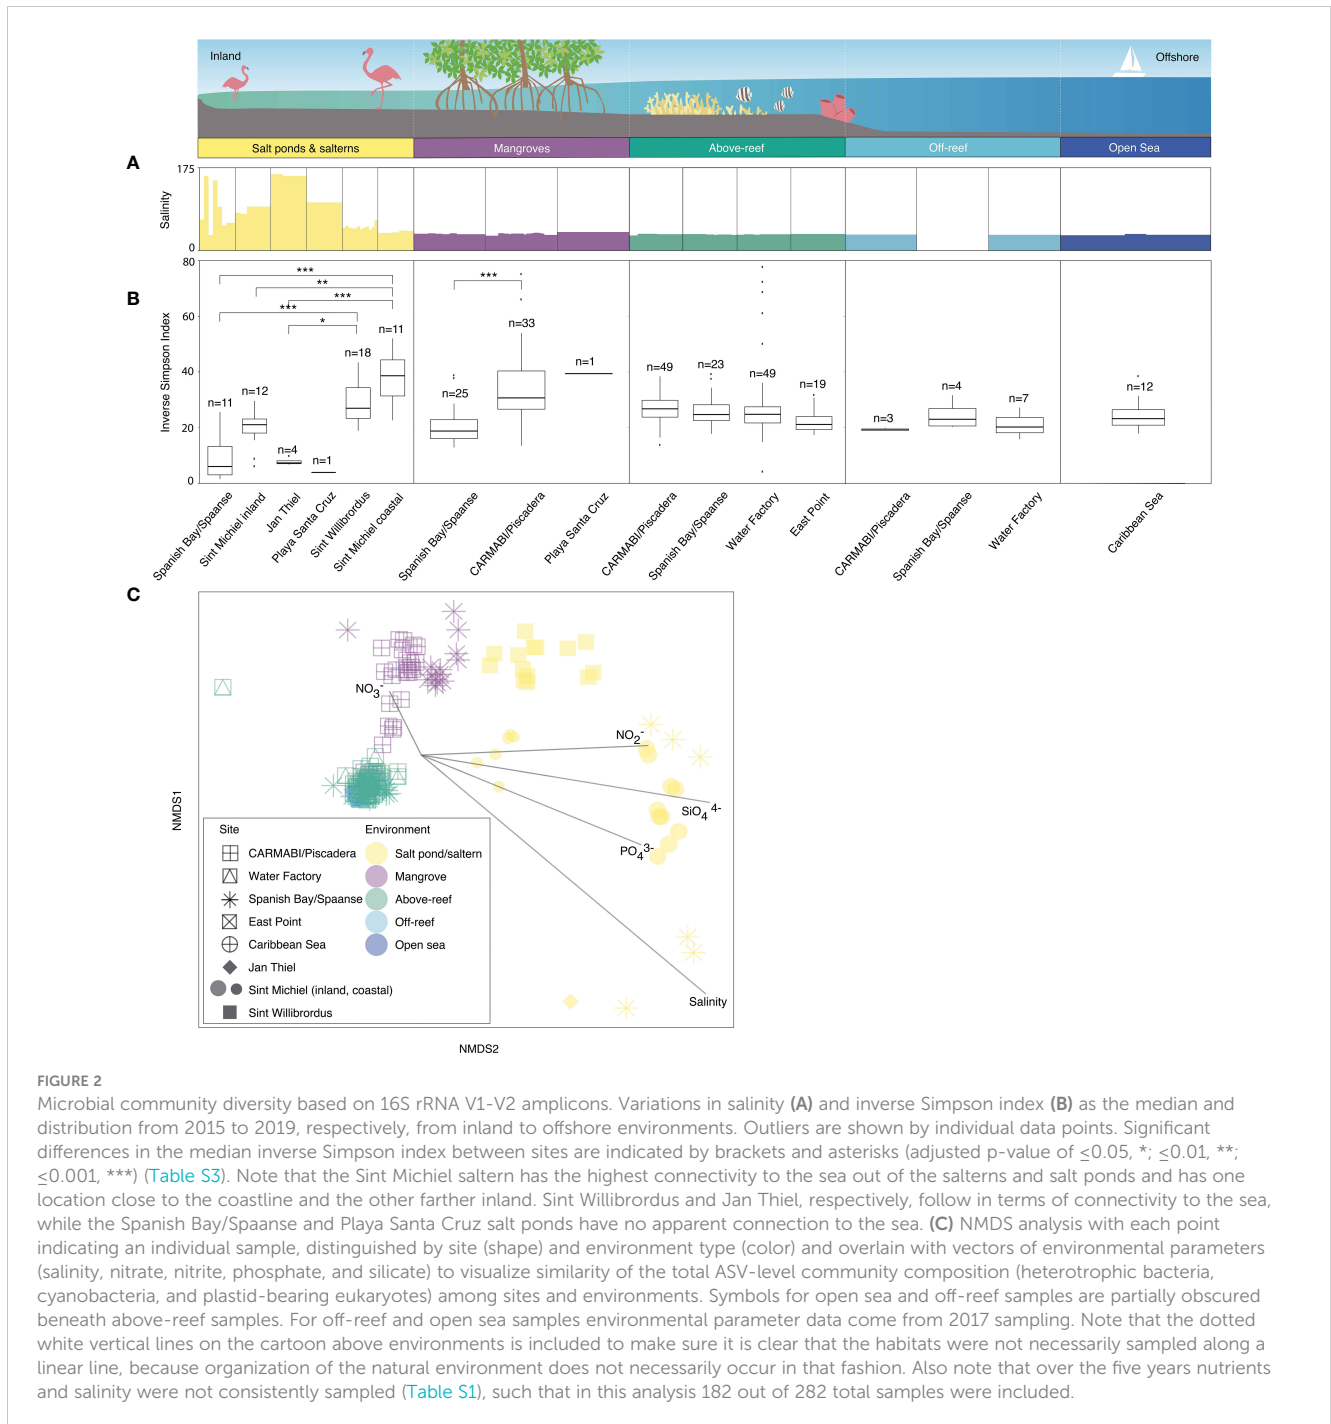 Inland
Offshore
Salt ponds & salterns
Mangroves
Above-reef
Off-reef
Open Sea
A
175
Salinity
0
B
80
60
40
20
0
Inverse Simpson Index
***
**
***
***
*
n=11
n=12
n=4
n=1
n=18
n=11
***
n=25
n=33
n=1
n=49
n=23
n=49
n=19
n=3
n=4
n=7
n=12
Spanish Bay/Spaanse
Sint Michiel inland
Jan Thiel
Playa Santa Cruz
Sint Willibrordus
Sint Michiel coastal
Spanish Bay/Spaanse
CARMABI/Piscadera
Playa Santa Cruz
CARMABI/Piscadera
Spanish Bay/Spaanse
Water Factory
East Point
CARMABI/Piscadera
Spanish Bay/Spaanse
Water Factory
Caribbean Sea
C
NMDS1
NO3-
NO2-
SiO4 4-
PO4 3-
Salinity
Site
CARMABI/Piscadera
Water Factory
Spanish Bay/Spaanse
East Point
Caribbean Sea
Jan Thiel
Sint Michiel (inland, coastal)
Sint Willibrordus
Environment
Salt pond/saltern
Mangrove
Above-reef
Off-reef
Open sea
NMDS2
FIGURE 2
Microbial community diversity based on 16S rRNA V1-V2 amplicons. Variations in salinity (A) and inverse Simpson index (B) as the median and
distribution from 2015 to 2019, respectively, from inland to offshore environments. Outliers are shown by individual data points. Significant
differences in the median inverse Simpson index between sites are indicated by brackets and asterisks (adjusted p-value of ≤0.05, *; ≤0.01, **;
≤0.001, ***) (Table S3). Note that the Sint Michiel saltern has the highest connectivity to the sea out of the salterns and salt ponds and has one
location close to the coastline and the other farther inland. Sint Willibrordus and Jan Thiel, respectively, follow in terms of connectivity to the sea,
while the Spanish Bay/Spaanse and Playa Santa Cruz salt ponds have no apparent connection to the sea. (C) NMDS analysis with each point
indicating an individual sample, distinguished by site (shape) and environment type (color) and overlain with vectors of environmental parameters
(salinity, nitrate, nitrite, phosphate, and silicate) to visualize similarity of the total ASV-level community composition (heterotrophic bacteria,
cyanobacteria, and plastid-bearing eukaryotes) among sites and environments. Symbols for open sea and off-reef samples are partially obscured
beneath above-reef samples. For off-reef and open sea samples environmental parameter data come from 2017 sampling. Note that the dotted
white vertical lines on the cartoon above environments is included to make sure it is clear that the habitats were not necessarily sampled along a
linear line, because organization of the natural environment does not necessarily occur in that fashion. Also note that over the five years nutrients
and salinity were not consistently sampled (Table S1), such that in this analysis 182 out of 282 total samples were included.